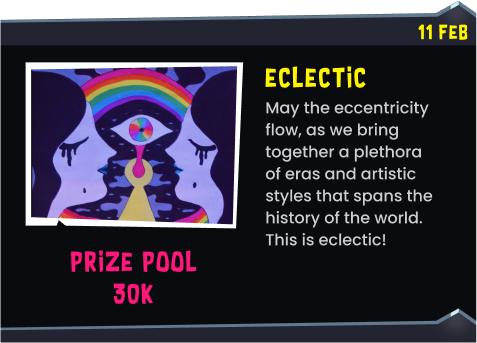 11 FEB
ECLECTiC
May the eccentricity
flow, as we bring
together a plethora
of eras and artistic
styles that spans the
history of the world.
This is eclectic!
PRiZE POOL
30K